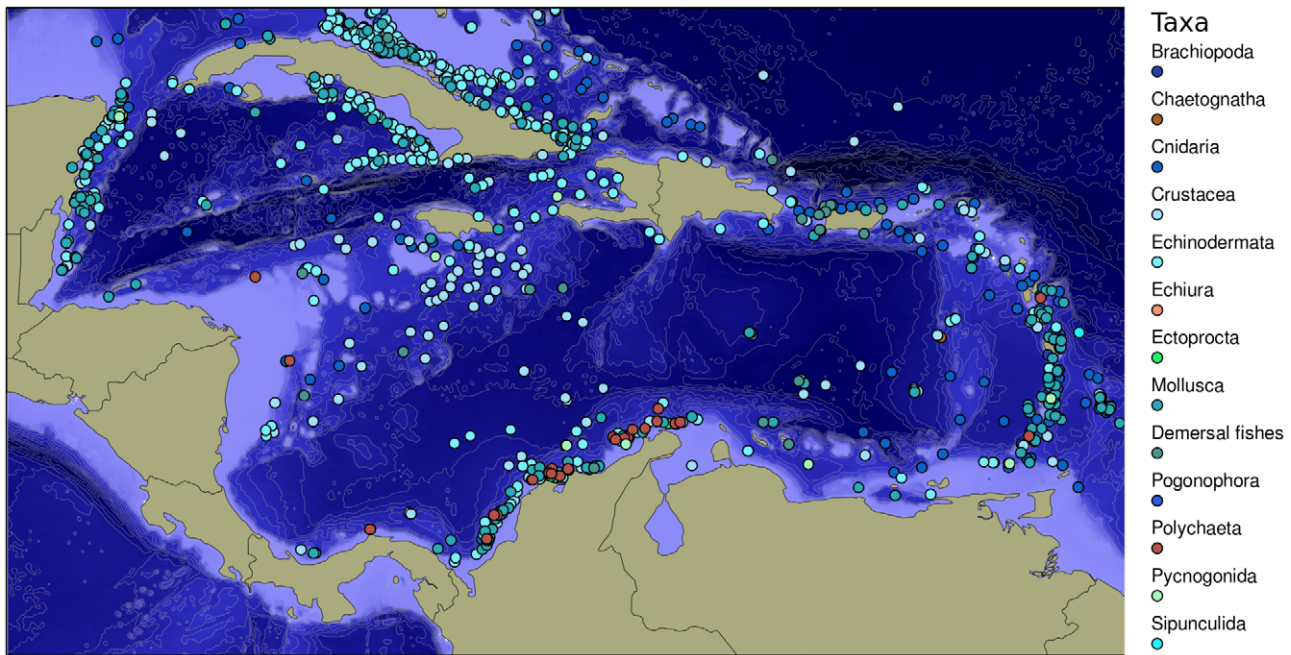 Taxa
Brachiopoda
Chaetognatha
Cnidaria
Crustacea
Echinodermata
Echiura
Ectoprocta
Mollusca
Demersal fishes
Pogonophora
Polychaeta
Pycnogonida
Sipunculida